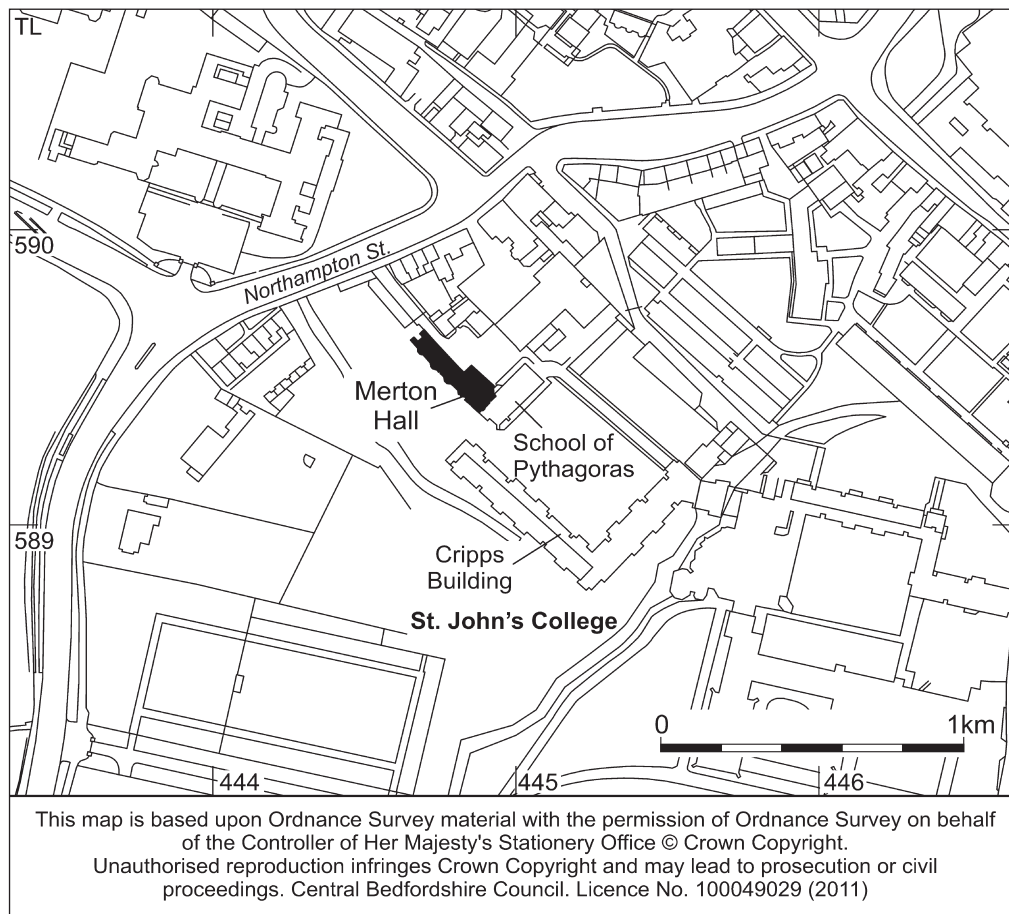 TL
590
Northampton St.
Merton
Hall
School of
Pythagoras
589
Cripps
Building
St. John’s College
0 1km
444 445 446
This map is based upon Ordnance Survey material with the permission of Ordnance Survey on behalf
of the Controller of Her Majesty's Stationery Office © Crown Copyright.
Unauthorised reproduction infringes Crown Copyright and may lead to prosecution or civil
proceedings. Central Bedfordshire Council. Licence No. 100049029 (2011)